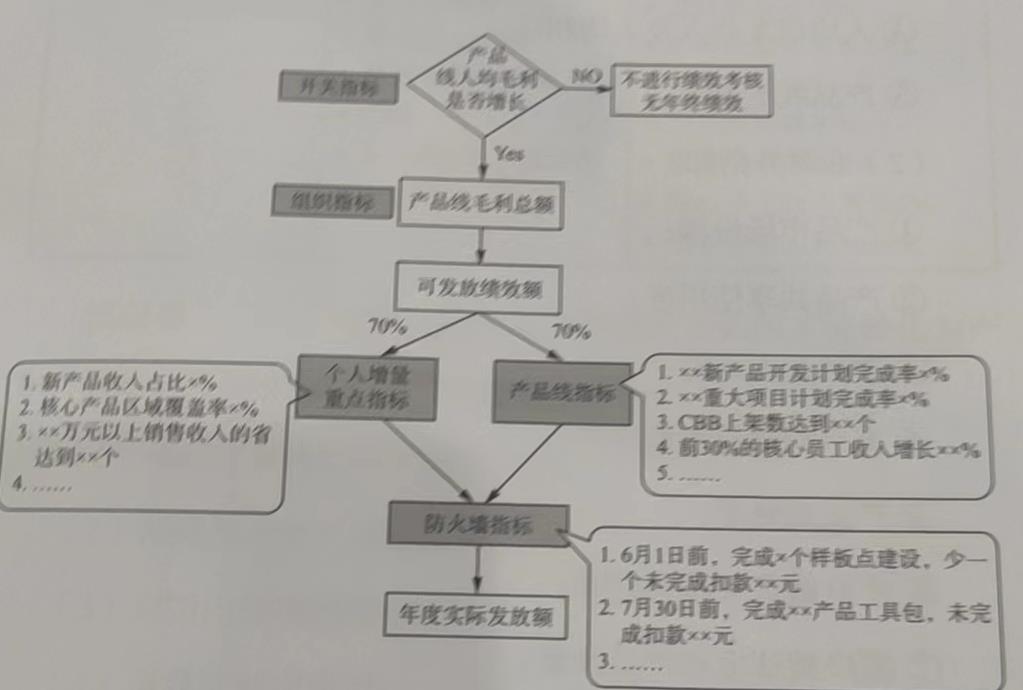 产品
线人均毛利
是否增长
开关指标
NO
不进行绩效考核
无年终绩效
Yes
组织指标
产品线毛利总额
可发放绩效额
70%
70%
个人增量
重点指标
产品线指标
1. 新产品收入占比×%
2. 核心产品区域覆盖率×%
3. ××万元以上销售收入的省
达到××个
4. ……
1. ××新产品开发计划完成率×%
2. ××重大项目计划完成率×%
3. CBB上架数达到××个
4. 前30%的核心员工收入增长××%
5. ……
防火墙指标
1. 6月1日前，完成×个样板点建设，少一
个未完成扣款××元
2. 7月30日前，完成××产品工具包，未完
成扣款××元
3. ……
年度实际发放额